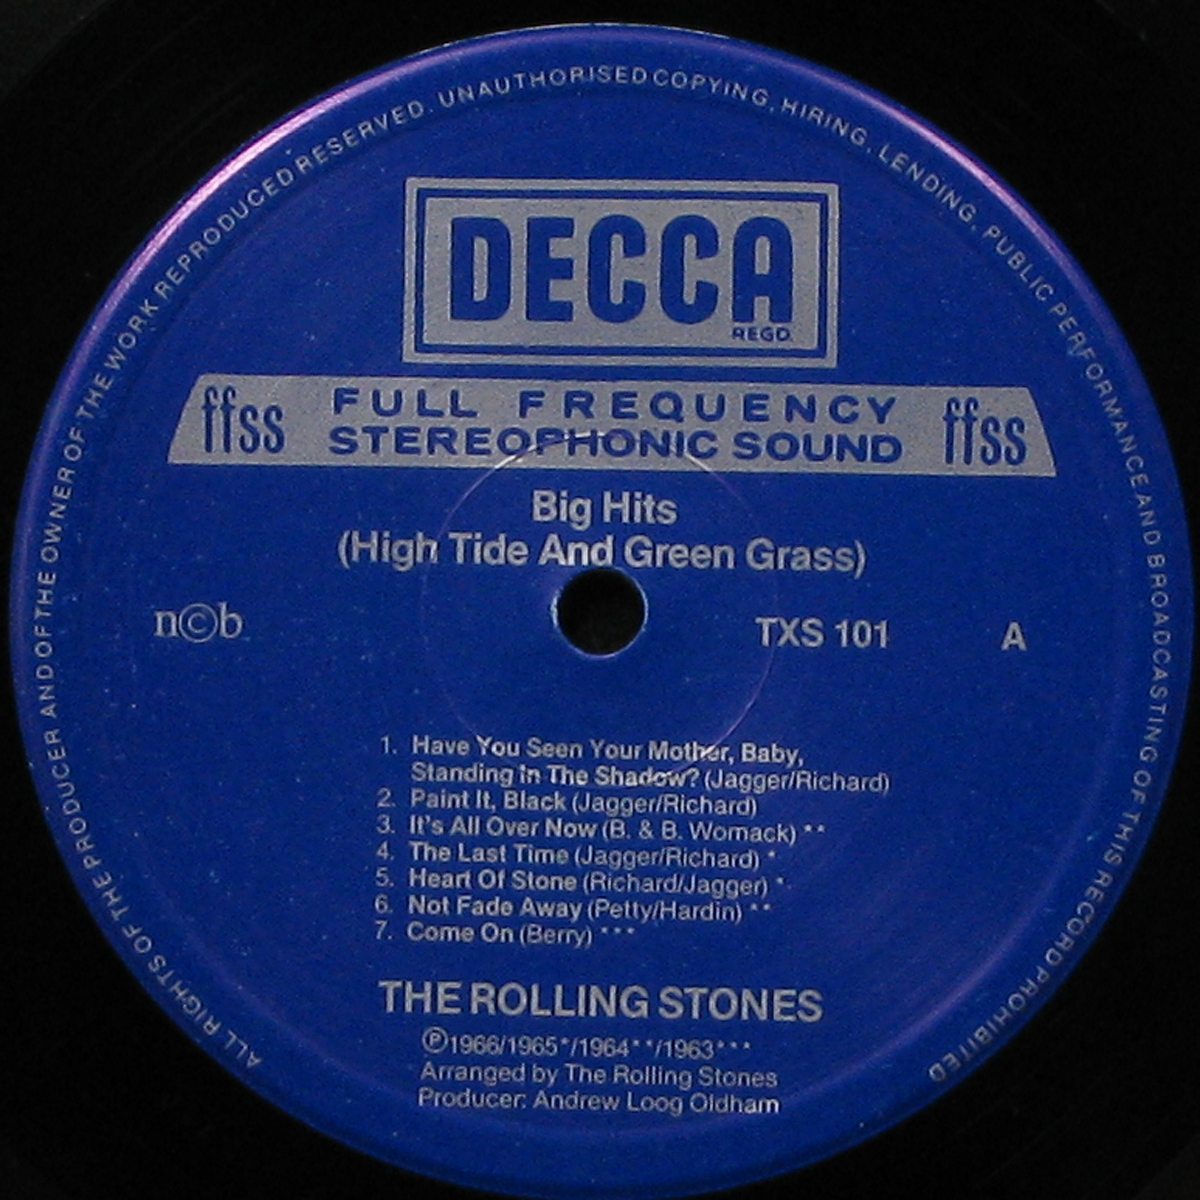 ALL RIGHTS OF THE PRODUCER AND OF THE OWNER OF THE WORK REPRODUCED RESERVED. UNAUTHORISED COPYING, HIRING, LENDING, PUBLIC PERFORMANCE AND BROADCASTING OF THIS RECORD PROHIBITED
DECCA
REGD.
ffss FULL FREQUENCY ffss
STEREOPHONIC SOUND
Big Hits
(High Tide And Green Grass)
n©b TXS 101 A
1. Have You Seen Your Mother, Baby,
Standing In The Shadow? (Jagger/Richard)
2. Paint It, Black (Jagger/Richard)
3. It's All Over Now (B. & B. Womack) **
4. The Last Time (Jagger/Richard) *
5. Heart Of Stone (Richard/Jagger) *
6. Not Fade Away (Petty/Hardin) **
7. Come On (Berry) ***
THE ROLLING STONES
℗1966/1965*/1964**/1963***
Arranged by The Rolling Stones
Producer: Andrew Loog Oldham